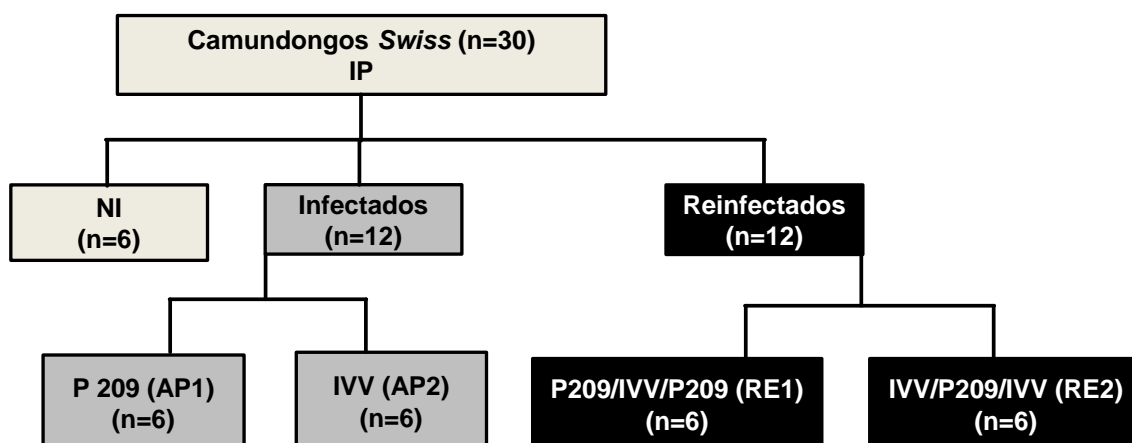 Camundongos Swiss (n=30)
IP
NI
(n=6)
Infectados
(n=12)
Reinfectados
(n=12)
P 209 (AP1)
(n=6)
IVV (AP2)
(n=6)
P209/IVV/P209 (RE1)
(n=6)
IVV/P209/IVV (RE2)
(n=6)